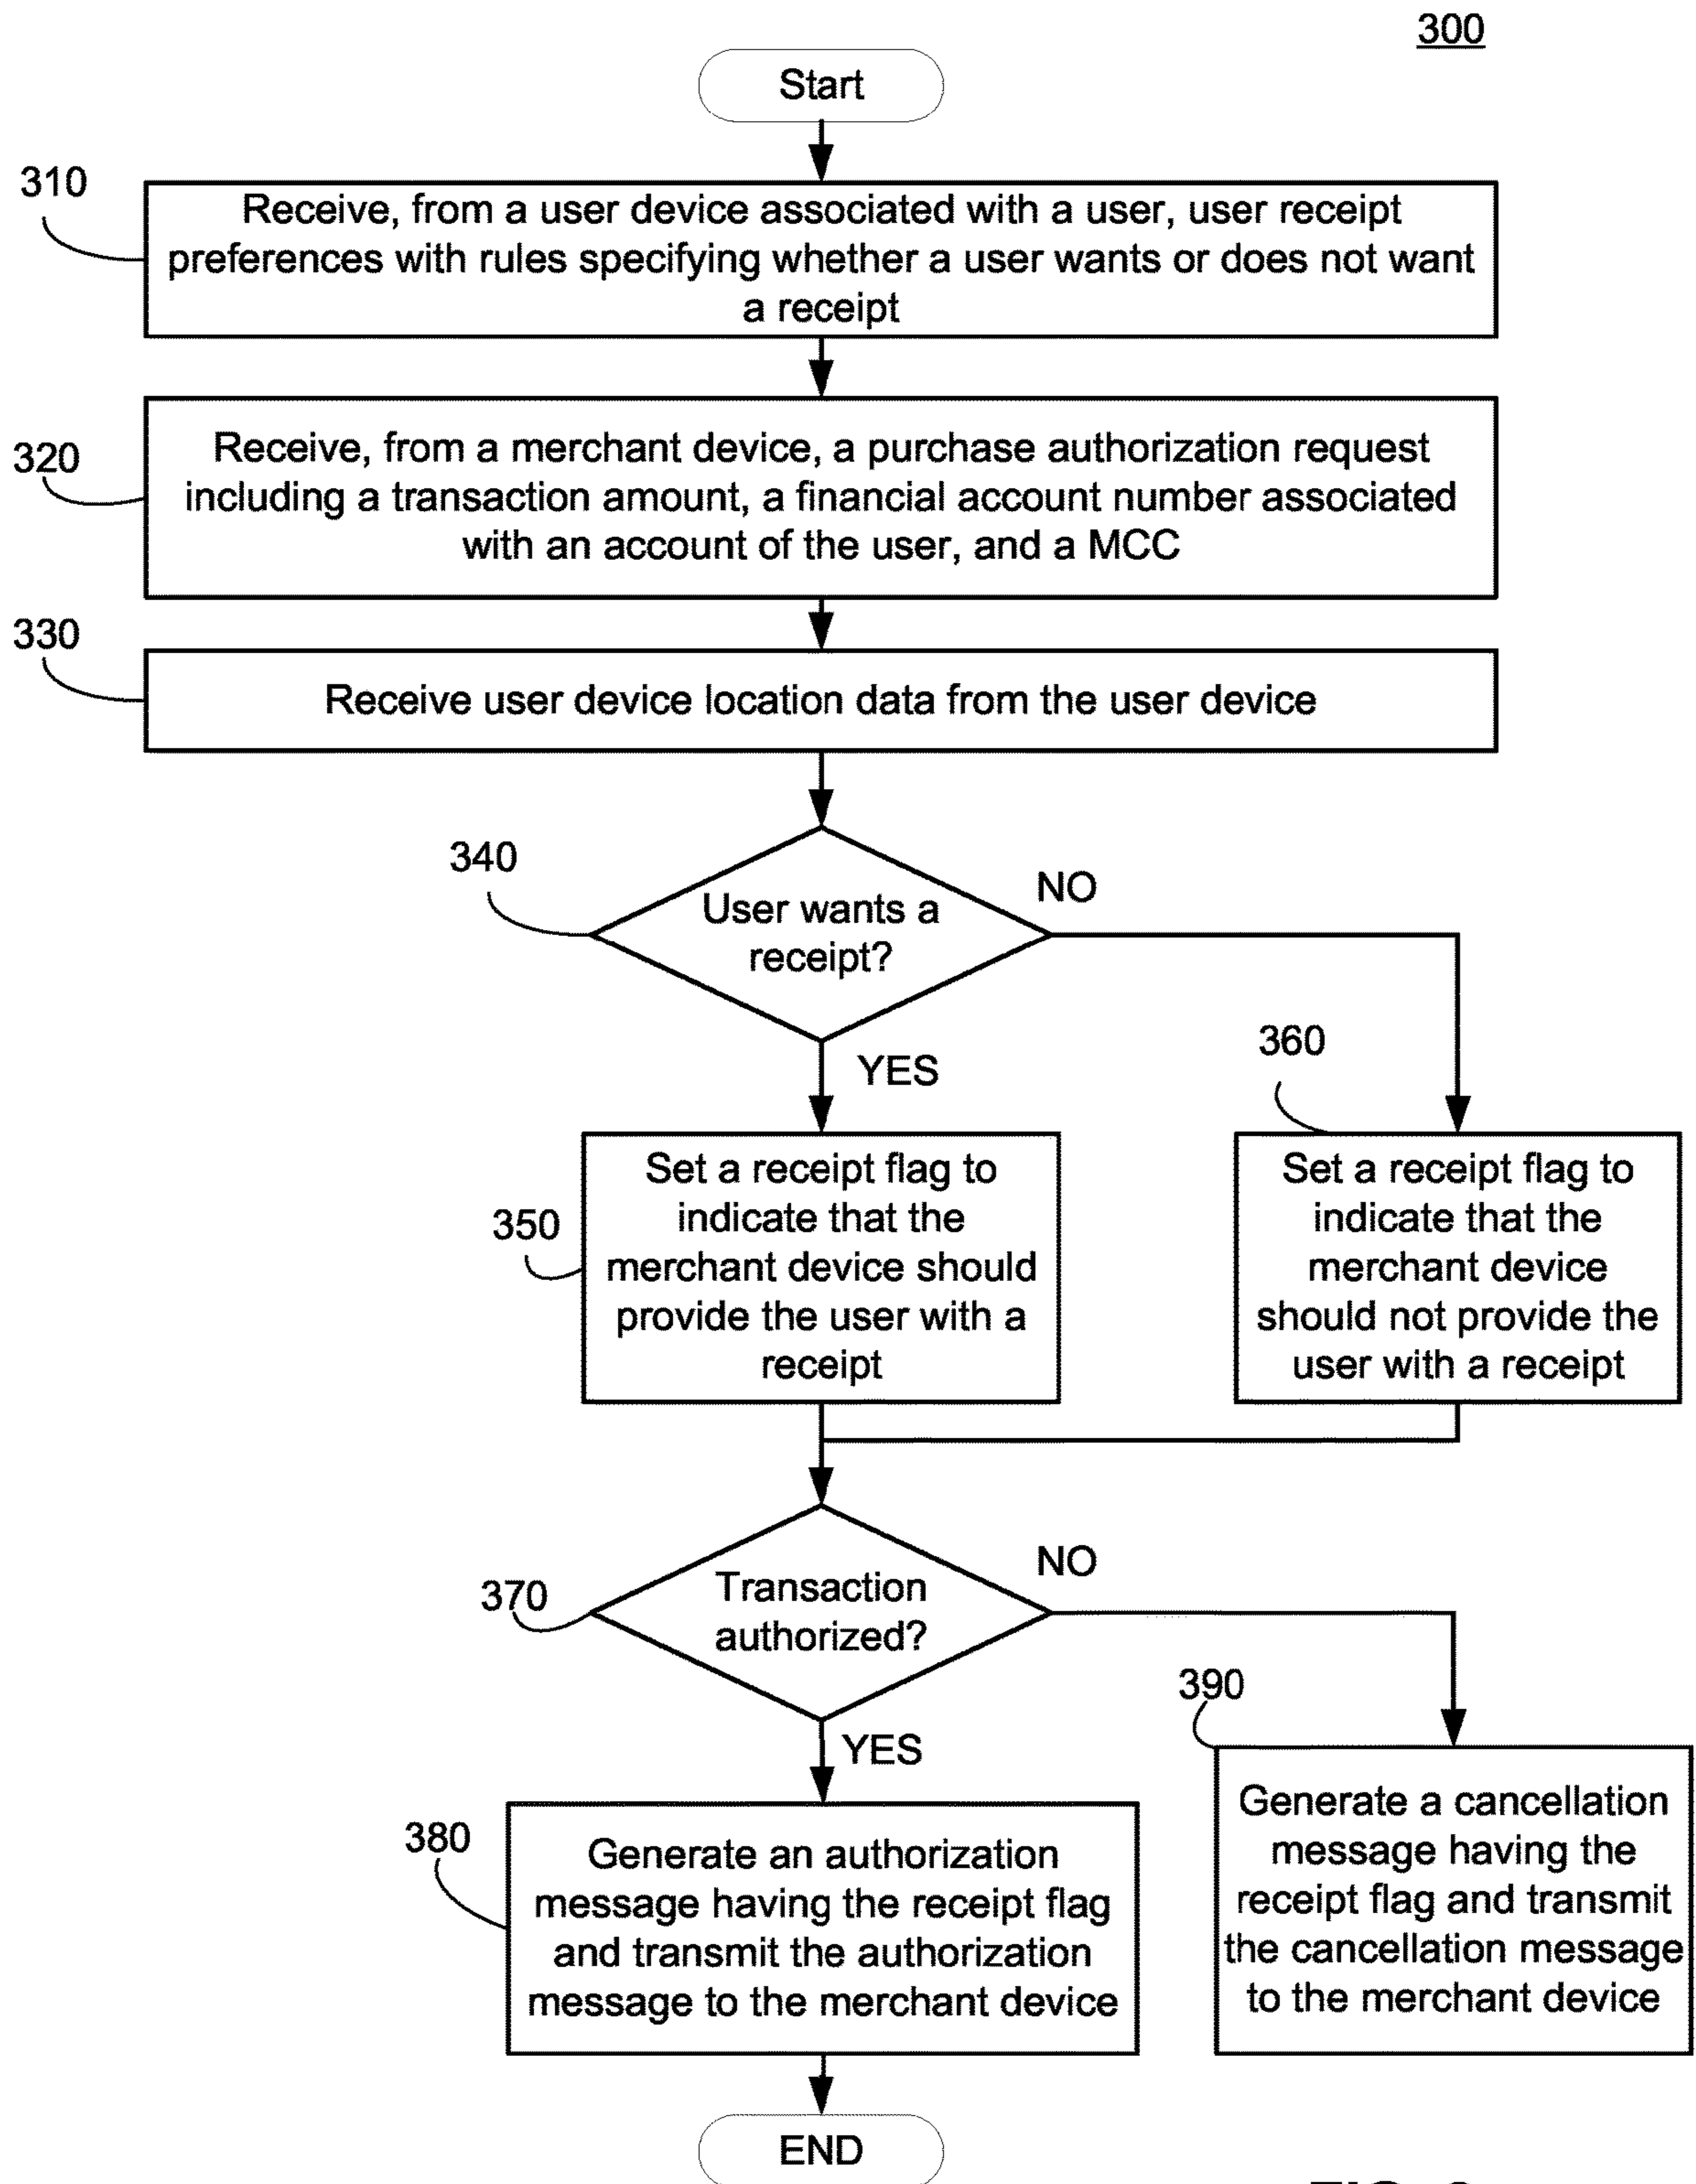 300
Start
310
Receive, from a user device associated with a user, user receipt
preferences with rules specifying whether a user wants or does not want
a receipt
320
Receive, from a merchant device, a purchase authorization request
including a transaction amount, a financial account number associated
with an account of the user, and a MCC
330
Receive user device location data from the user device
340
User wants a
receipt?
NO
YES
350
Set a receipt flag to
indicate that the
merchant device should
provide the user with a
receipt
360
Set a receipt flag to
indicate that the
merchant device
should not provide the
user with a receipt
370
Transaction
authorized?
NO
YES
380
Generate an authorization
message having the receipt flag
and transmit the authorization
message to the merchant device
390
Generate a cancellation
message having the
receipt flag and transmit
the cancellation message
to the merchant device
END